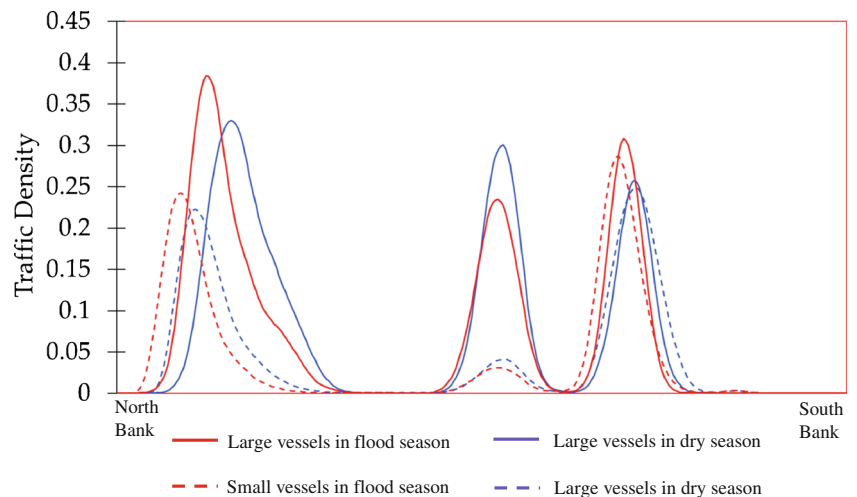 0.45
0.4
0.35
0.3
0.25
0.2
0.15
0.1
0.05
0
Traffic Density
North
Bank
South
Bank
Large vessels in flood season
Large vessels in dry season
Small vessels in flood season
Large vessels in dry season